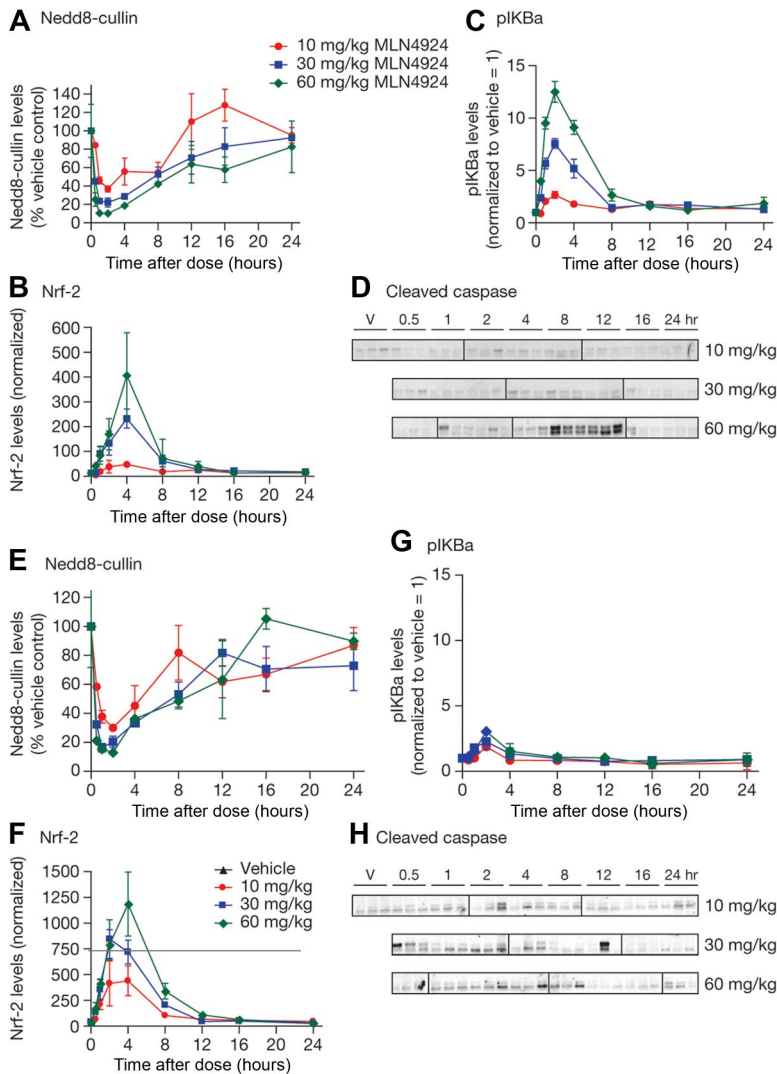 A Nedd8-cullin
10 mg/kg MLN4924
30 mg/kg MLN4924
60 mg/kg MLN4924
Nedd8-cullin levels
(% vehicle control)
140
120
100
80
60
40
20
0
0 4 8 12 16 20 24
Time after dose (hours)
C pIKBa
pIKBa levels
(normalized to vehicle = 1)
15
10
5
0
0 4 8 12 16 20 24
Time after dose (hours)
B Nrf-2
Nrf-2 levels (normalized)
600
500
400
300
200
100
0
0 4 8 12 16 20 24
Time after dose (hours)
D Cleaved caspase
V 0.5 1 2 4 8 12 16 24 hr
10 mg/kg
30 mg/kg
60 mg/kg
E Nedd8-cullin
Nedd8-cullin levels
(% vehicle control)
120
100
80
60
40
20
0
0 4 8 12 16 20 24
Time after dose (hours)
G pIKBa
pIKBa levels
(normalized to vehicle = 1)
15
10
5
0
0 4 8 12 16 20 24
Time after dose (hours)
F Nrf-2
Vehicle
10 mg/kg
30 mg/kg
60 mg/kg
Nrf-2 levels (normalized)
1500
1250
1000
750
500
250
0
0 4 8 12 16 20 24
Time after dose (hours)
H Cleaved caspase
V 0.5 1 2 4 8 12 16 24 hr
10 mg/kg
30 mg/kg
60 mg/kg